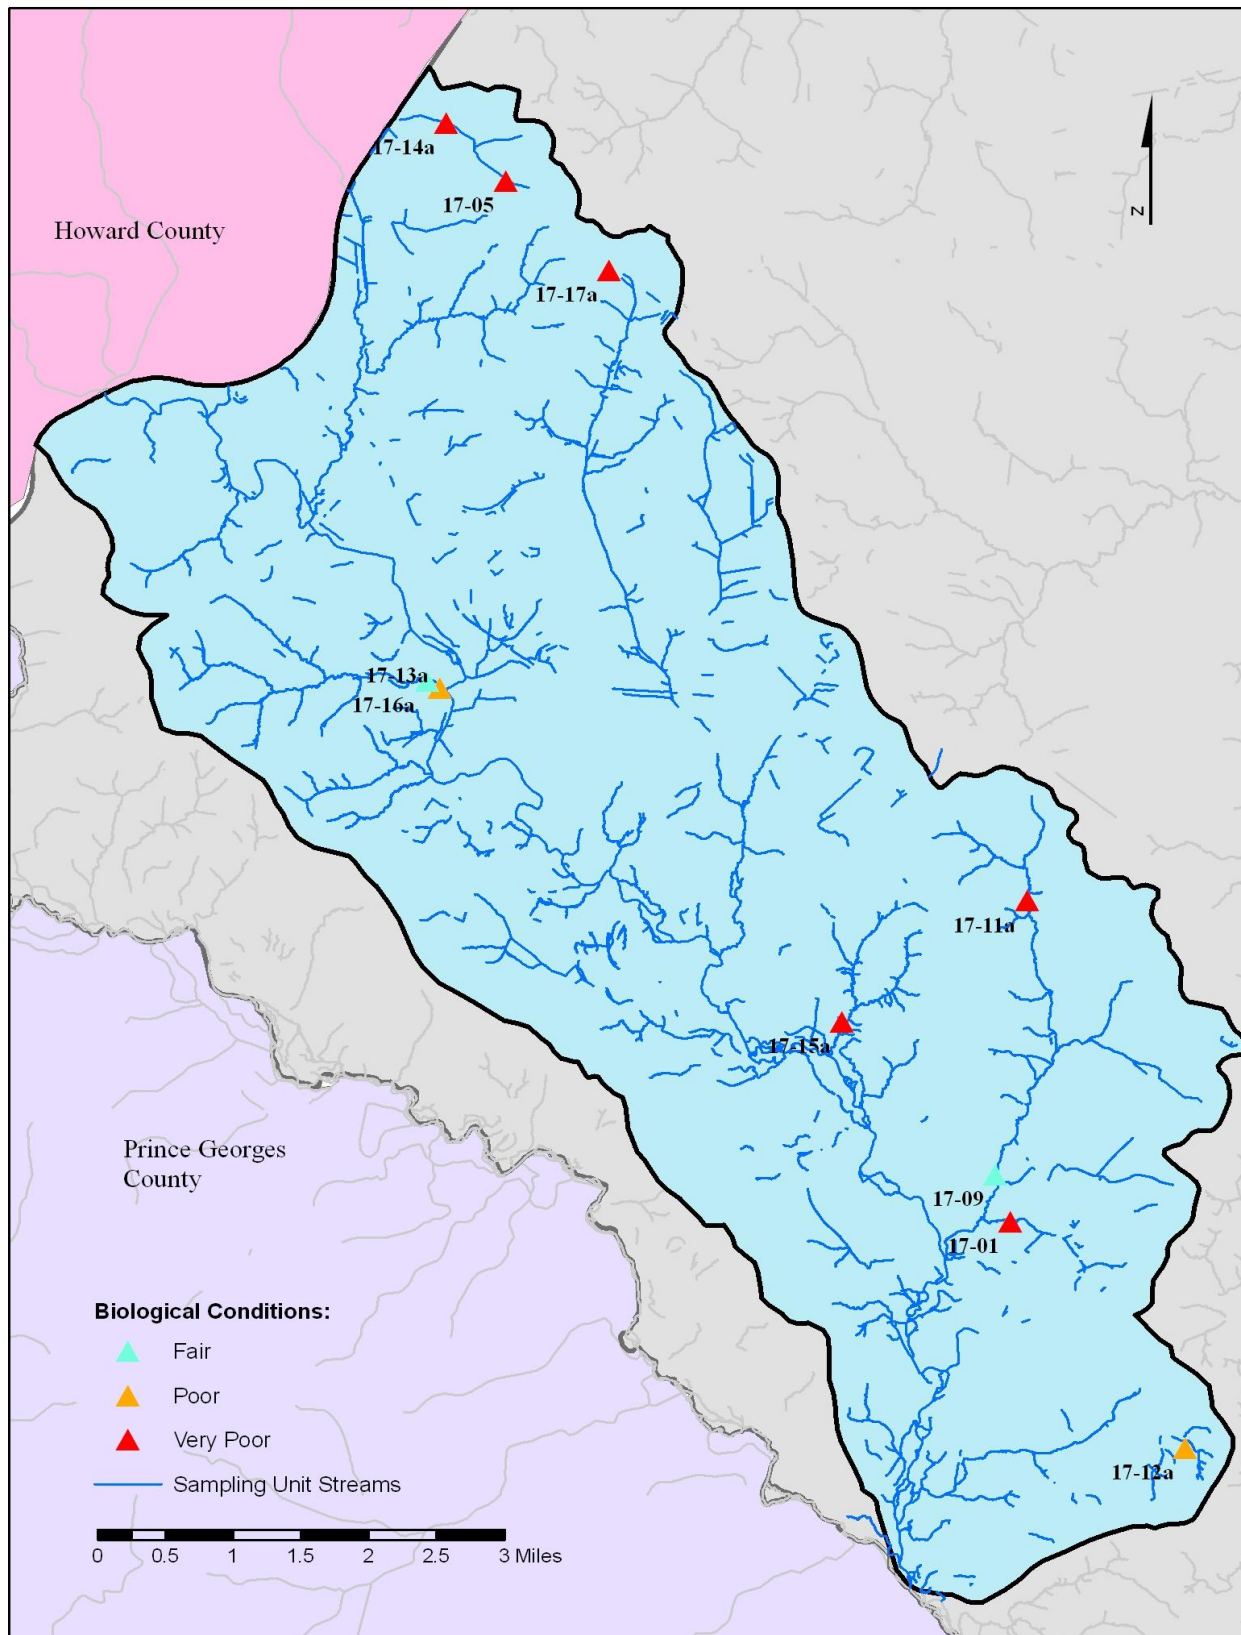 17-14a
17-05
Howard County
N
17-17a
17-13a
17-16a
17-11a
17-15a
Prince Georges
County
17-09
17-01
Biological Conditions:
Fair
Poor
Very Poor
17-12a
Sampling Unit Streams
0 0.5 1 1.5 2 2.5 3 Miles